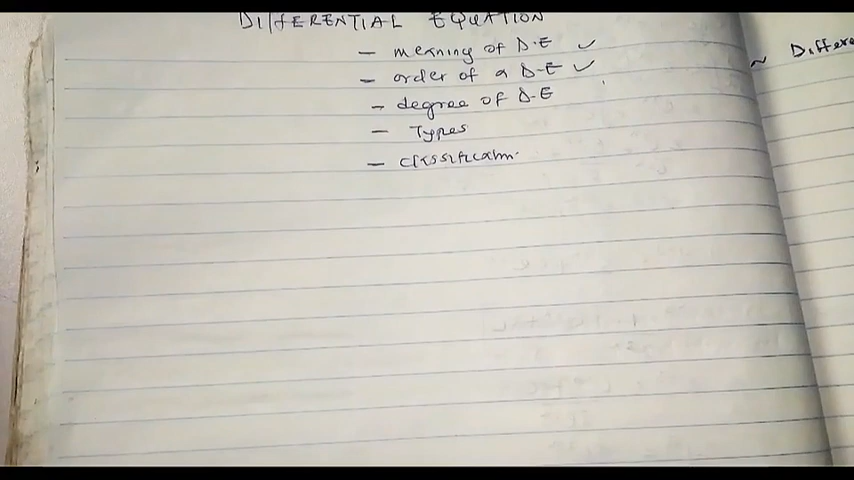 DIFFERENTIAL EQUATION
- meaning of D.E ✓
- order of a D.E ✓
- degree of D.E
- Types
- classification
~ Differe